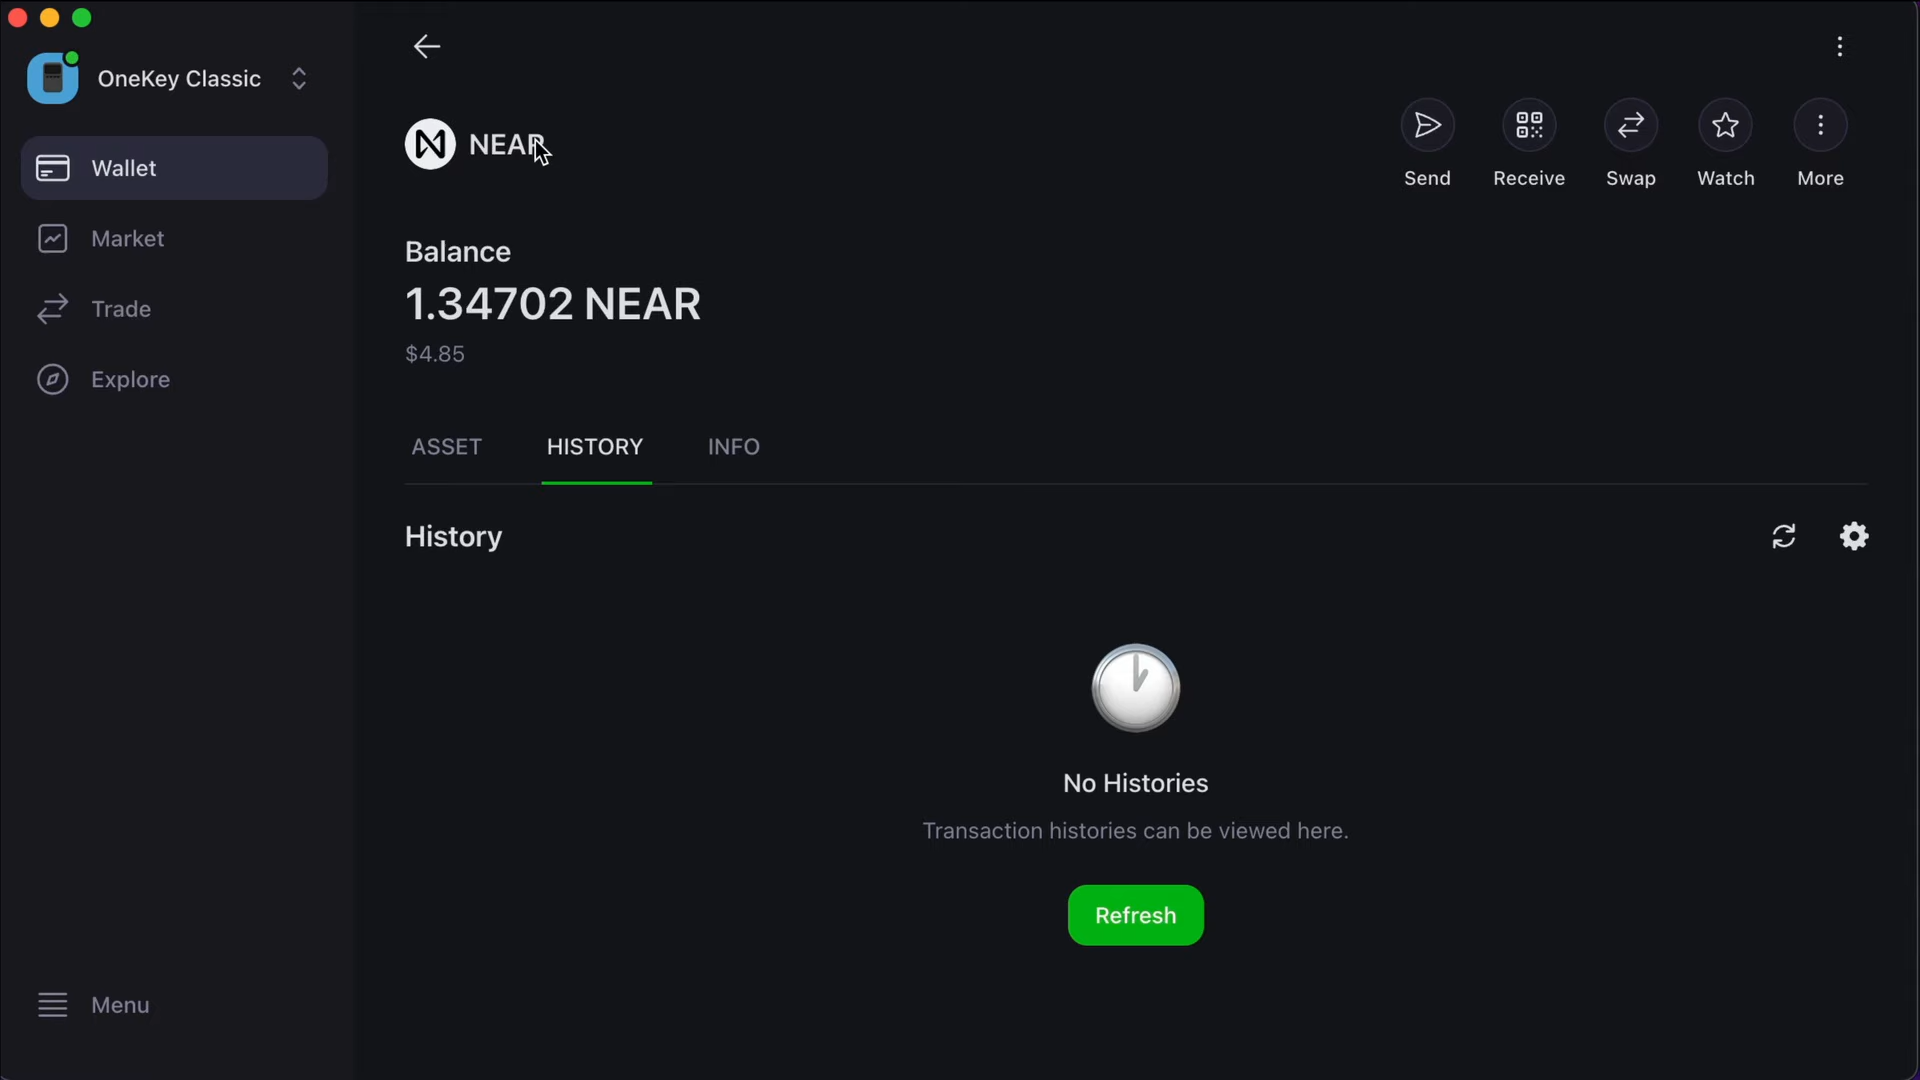 OneKey Classic
Wallet
Market
Trade
Explore
Menu
NEAR
Send
Receive
Swap
Watch
More
Balance
1.34702 NEAR
$4.85
ASSET
HISTORY
INFO
History
No Histories
Transaction histories can be viewed here.
Refresh